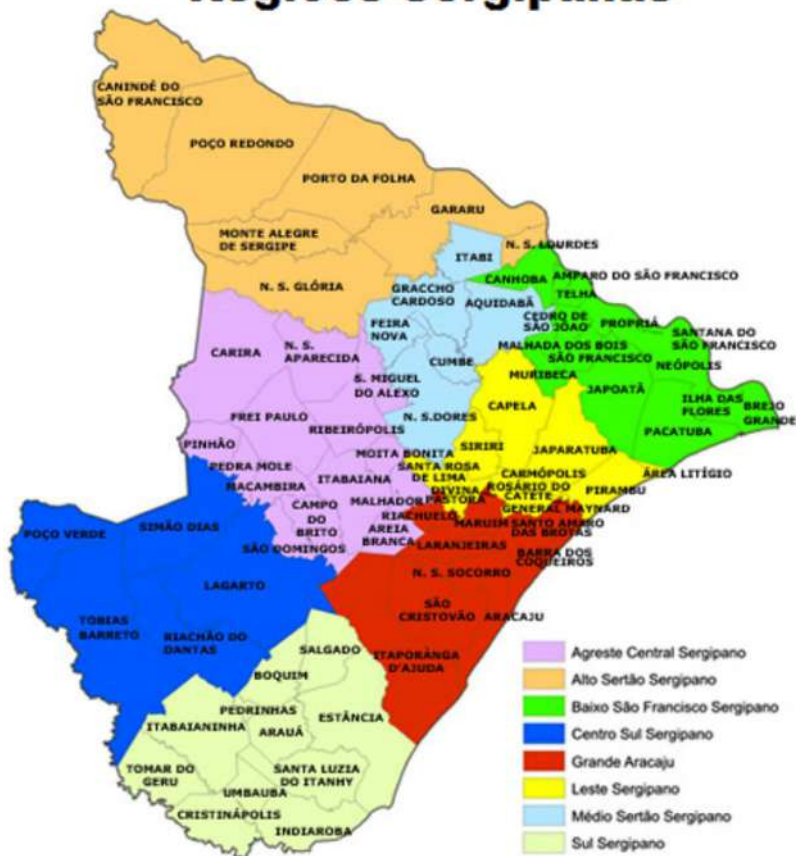 Regiões Sergipanas
CANINDÉ DO
SÃO FRANCISCO
POÇO REDONDO
PORTO DA FOLHA
GARARU
MONTE ALEGRE
DE SERGIPE
N. S. LOURDES
ITABI
N. S. GLÓRIA
GRACCHO
CARDOSO
CANHOBA
AMPARO DO SÃO FRANCISCO
TELHA
AQUIDABÃ
FEIRA
NOVA
CEDRO DE
SÃO JOÃO
PROPRIÁ
SANTANA DO
SÃO FRANCISCO
CARIRA
N. S.
APARECIDA
CUMBE
MALHADA DOS BOIS
SÃO FRANCISCO
NEÓPOLIS
MURIBECA
S. MIGUEL
DO ALEXO
JAPOATÃ
ILHA DAS
FLORES
BREJO
GRANDE
CAPELA
FREI PAULO
RIBEIRÓPOLIS
N. S.DORES
PACATUBA
PINHÃO
MOITA BONITA
SIRIRI
JAPARATUBA
PEDRA MOLE
SANTA ROSA
DE LIMA
CARMÓPOLIS
ÁREA LITÍGIO
MACAMBIRA
ITABAIANA
DIVINA
PASTORA
ROSÁRIO DO
CATETE
PIRAMBU
CAMPO
DO
BRITO
MALHADOR
RIACHUELO
GENERAL MAYNARD
POÇO VERDE
SIMÃO DIAS
AREIA
BRANCA
MARUIM
SANTO AMARO
DAS BROTAS
SÃO DOMINGOS
LARANJEIRAS
BARRA DOS
COQUEIROS
LAGARTO
N. S. SOCORRO
TOBIAS
BARRETO
RIACHÃO DO
DANTAS
SÃO
CRISTOVÃO
ARACAJU
SALGADO
ITAPORÀNGA
D'AJUDA
BOQUIM
PEDRINHAS
ITABAIANINHA
ARAUÁ
ESTÂNCIA
TOMAR DO
GERU
SANTA LUZIA
DO ITANHY
UMBAUBA
CRISTINÁPOLIS
INDIAROBA
Agreste Central Sergipano
Alto Sertão Sergipano
Baixo São Francisco Sergipano
Centro Sul Sergipano
Grande Aracaju
Leste Sergipano
Médio Sertão Sergipano
Sul Sergipano